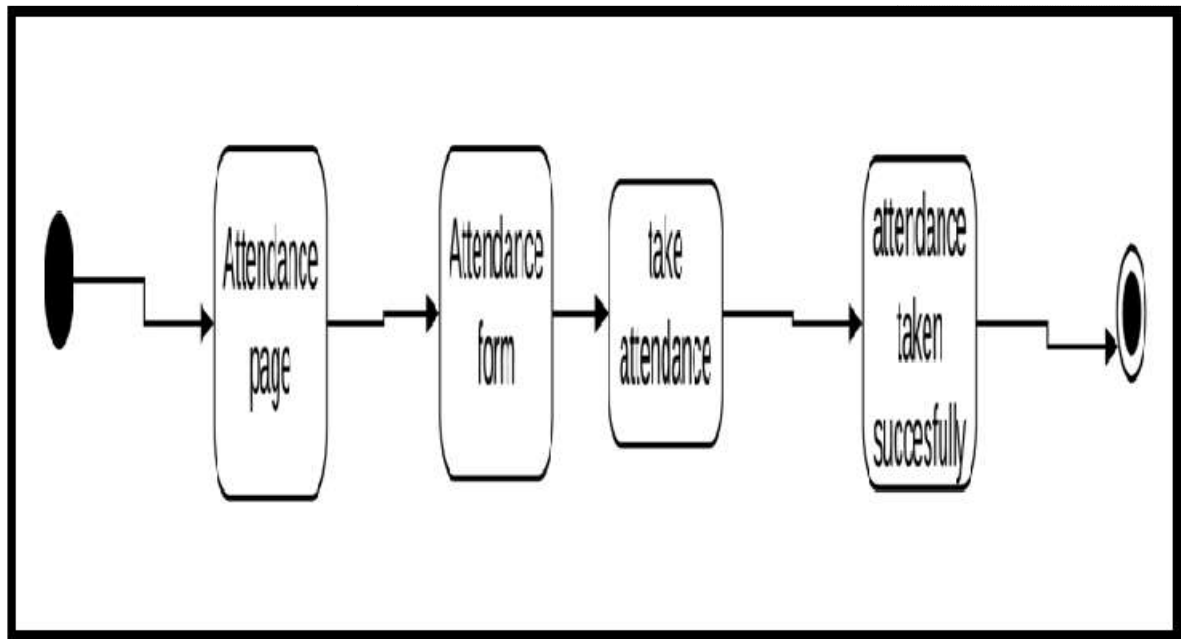 Attendance
page
Attendance
form
take
attendance
attendance
taken
succesfully